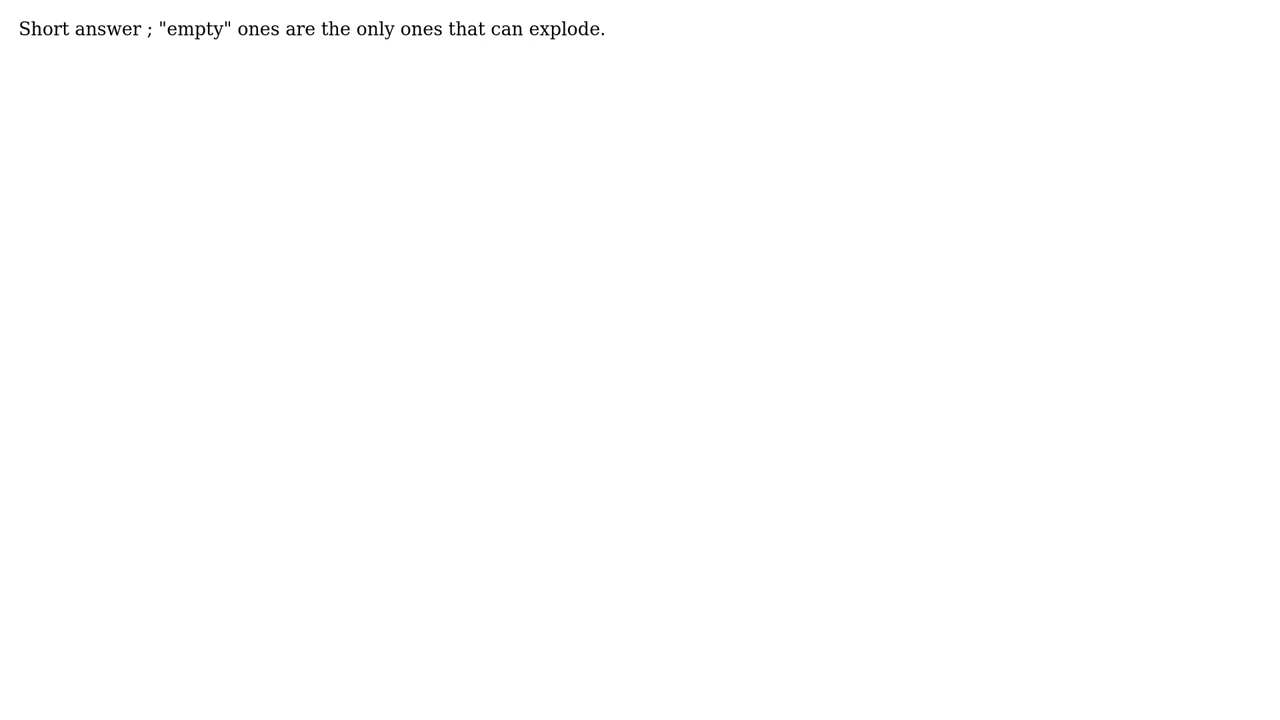 Short answer ; "empty" ones are the only ones that can explode.